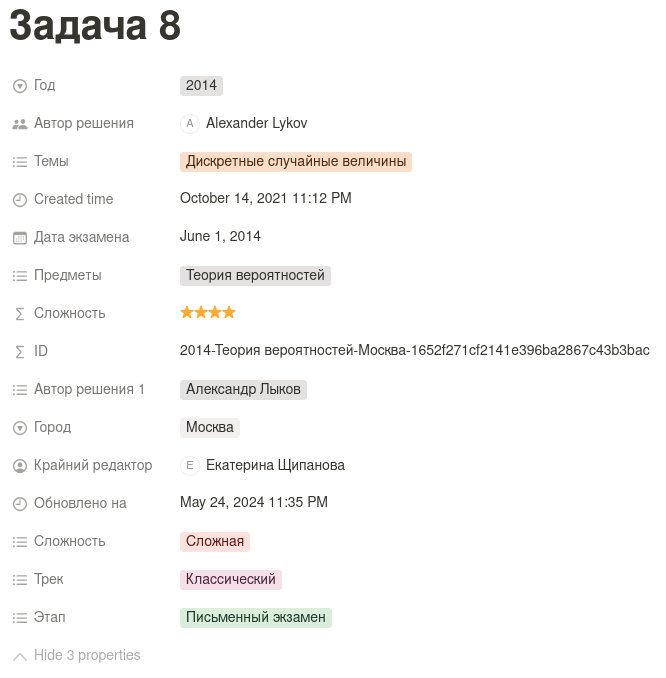 Задача 8
Год 2014
Автор решения A Alexander Lykov
Темы Дискретные случайные величины
Created time October 14, 2021 11:12 PM
Дата экзамена June 1, 2014
Предметы Теория вероятностей
Сложность ⭐⭐⭐⭐
ID 2014-Теория вероятностей-Москва-1652f271cf2141e396ba2867c43b3bac
Автор решения 1 Александр Лыков
Город Москва
Крайний редактор E Екатерина Щипанова
Обновлено на May 24, 2024 11:35 PM
Сложность Сложная
Трек Классический
Этап Письменный экзамен
Hide 3 properties